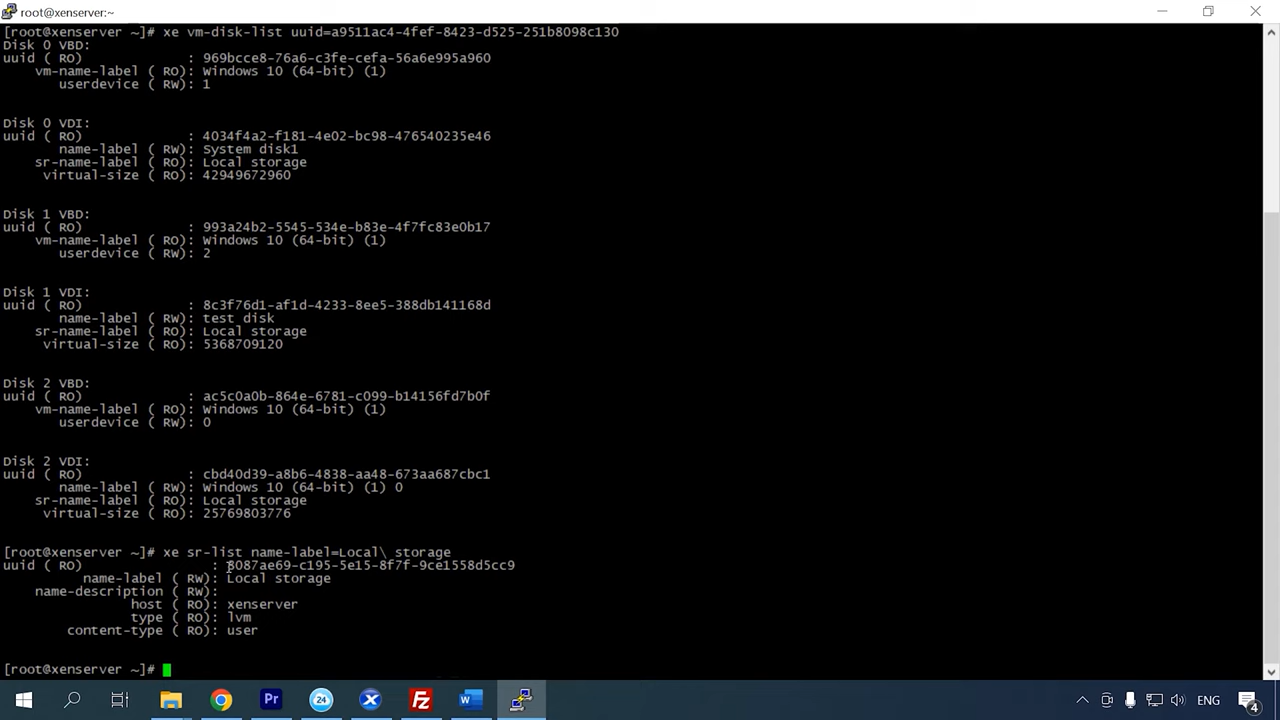 root@xenserver:~
[root@xenserver ~]# xe vm-disk-list uuid=a9511ac4-4fef-8423-d525-251b8098c130
Disk 0 VBD:
uuid ( RO)             : 969bcce8-76a6-c3fe-cefa-56a6e995a960
vm-name-label ( RO): Windows 10 (64-bit) (1)
userdevice ( RW): 1
Disk 0 VDI:
uuid ( RO)             : 4034f4a2-f181-4e02-bc98-476540235e46
name-label ( RW): System disk1
sr-name-label ( RO): Local storage
virtual-size ( RO): 42949672960
Disk 1 VBD:
uuid ( RO)             : 993a24b2-5545-534e-b83e-4f7fc83e0b17
vm-name-label ( RO): Windows 10 (64-bit) (1)
userdevice ( RW): 2
Disk 1 VDI:
uuid ( RO)             : 8c3f76d1-af1d-4233-8ee5-388db141168d
name-label ( RW): test disk
sr-name-label ( RO): Local storage
virtual-size ( RO): 5368709120
Disk 2 VBD:
uuid ( RO)             : ac5c0a0b-864e-6781-c099-b14156fd7b0f
vm-name-label ( RO): Windows 10 (64-bit) (1)
userdevice ( RW): 0
Disk 2 VDI:
uuid ( RO)             : cbd40d39-a8b6-4838-aa48-673aa687cbc1
name-label ( RW): Windows 10 (64-bit) (1) 0
sr-name-label ( RO): Local storage
virtual-size ( RO): 25769803776
[root@xenserver ~]# xe sr-list name-label=Local\ storage
uuid ( RO)                : 8087ae69-c195-5e15-8f7f-9ce1558d5cc9
name-label ( RW): Local storage
name-description ( RW):
host ( RO): xenserver
type ( RO): lvm
content-type ( RO): user
[root@xenserver ~]#
Pr
24
X
FZ
W
ENG
4